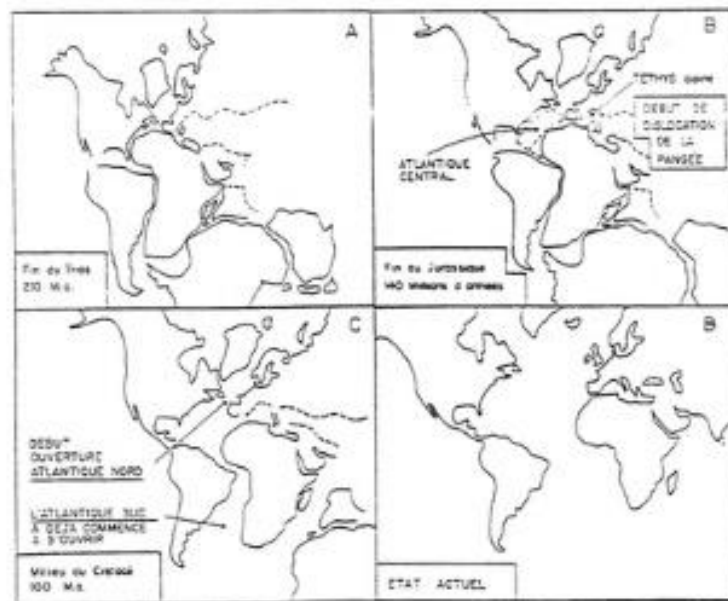 A
Fin du Trias
210 M.a.
B
TETHYS
DEBUT DE
DISLOCATION
DE LA
PANGÉE
ATLANTIQUE
CENTRAL
Fin du Jurassique
140 millions d'années
C
DEBUT
OUVERTURE
ATLANTIQUE NORD
L'ATLANTIQUE SUD
A DEJA COMMENCE
A S'OUVRIR
Milieu du Crétacé
100 M.a.
ETAT ACTUEL